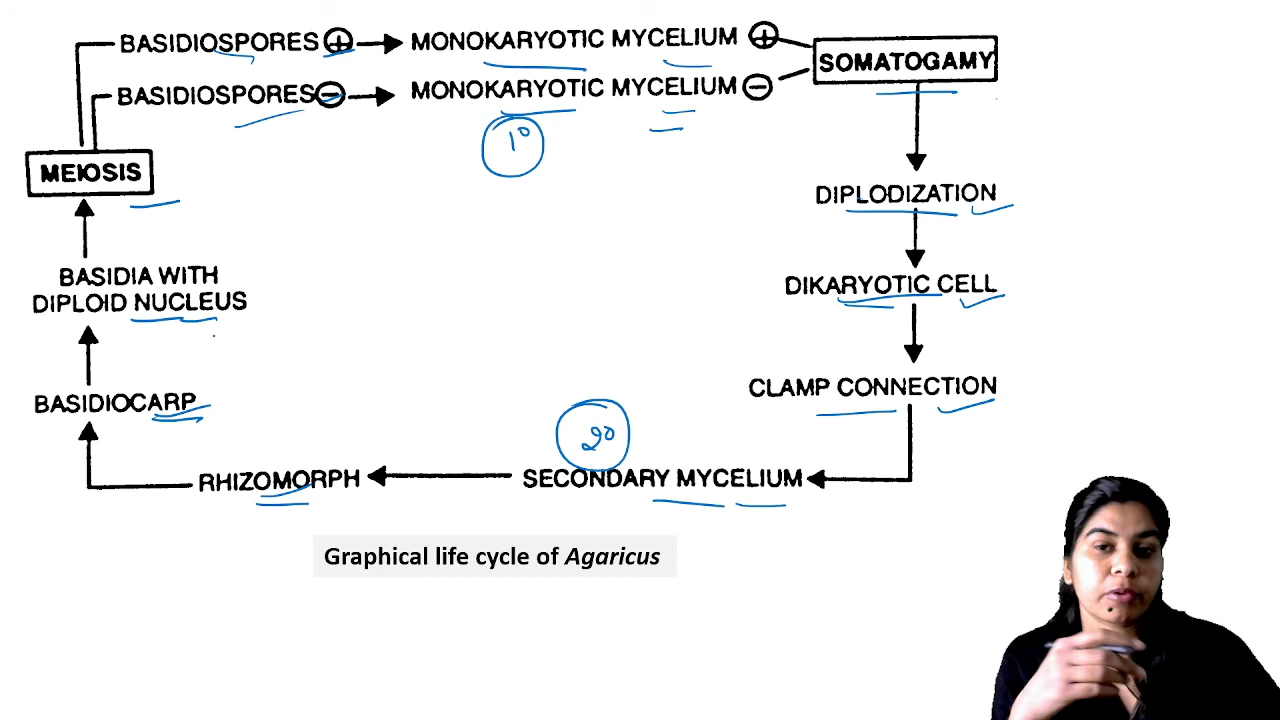 BASIDIOSPORES ⊕ → MONOKARYOTIC MYCELIUM ⊕
SOMATOGAMY
BASIDIOSPORES ⊖ → MONOKARYOTIC MYCELIUM ⊖
1°
MEIOSIS
DIPLODIZATION
BASIDIA WITH
DIPLOID NUCLEUS
DIKARYOTIC CELL
CLAMP CONNECTION
BASIDIOCARP
2°
RHIZOMORPH
SECONDARY MYCELIUM
Graphical life cycle of Agaricus